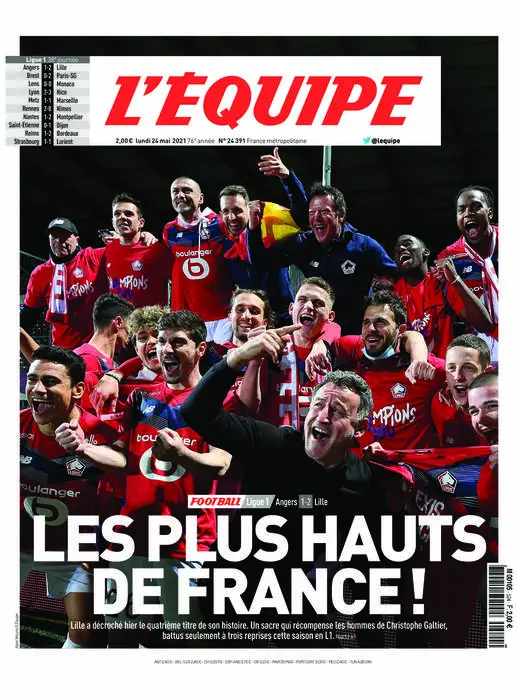 Ligue 1 38e journée
Angers 1-2 Lille
Brest 0-2 Paris-SG
Lens 0-0 Monaco
Lyon 2-3 Nice
Metz 1-1 Marseille
Rennes 2-0 Nîmes
Nantes 1-2 Montpellier
Saint-Étienne 0-1 Dijon
Reims 1-2 Bordeaux
Strasbourg 1-1 Lorient
L'ÉQUIPE
2,00 € lundi 24 mai 2021 76e année N° 24 391 France métropolitaine
@lequipe
CHAMPIONS
boulanger
b
boulanger
boulanger
CHAMPIONS
FOOTBALL Ligue 1 Angers 1-2 Lille
LES PLUS HAUTS
DE FRANCE !
Lille a décroché hier le quatrième titre de son histoire. Un sacre qui récompense les hommes de Christophe Galtier,
battus seulement à trois reprises cette saison en L1.